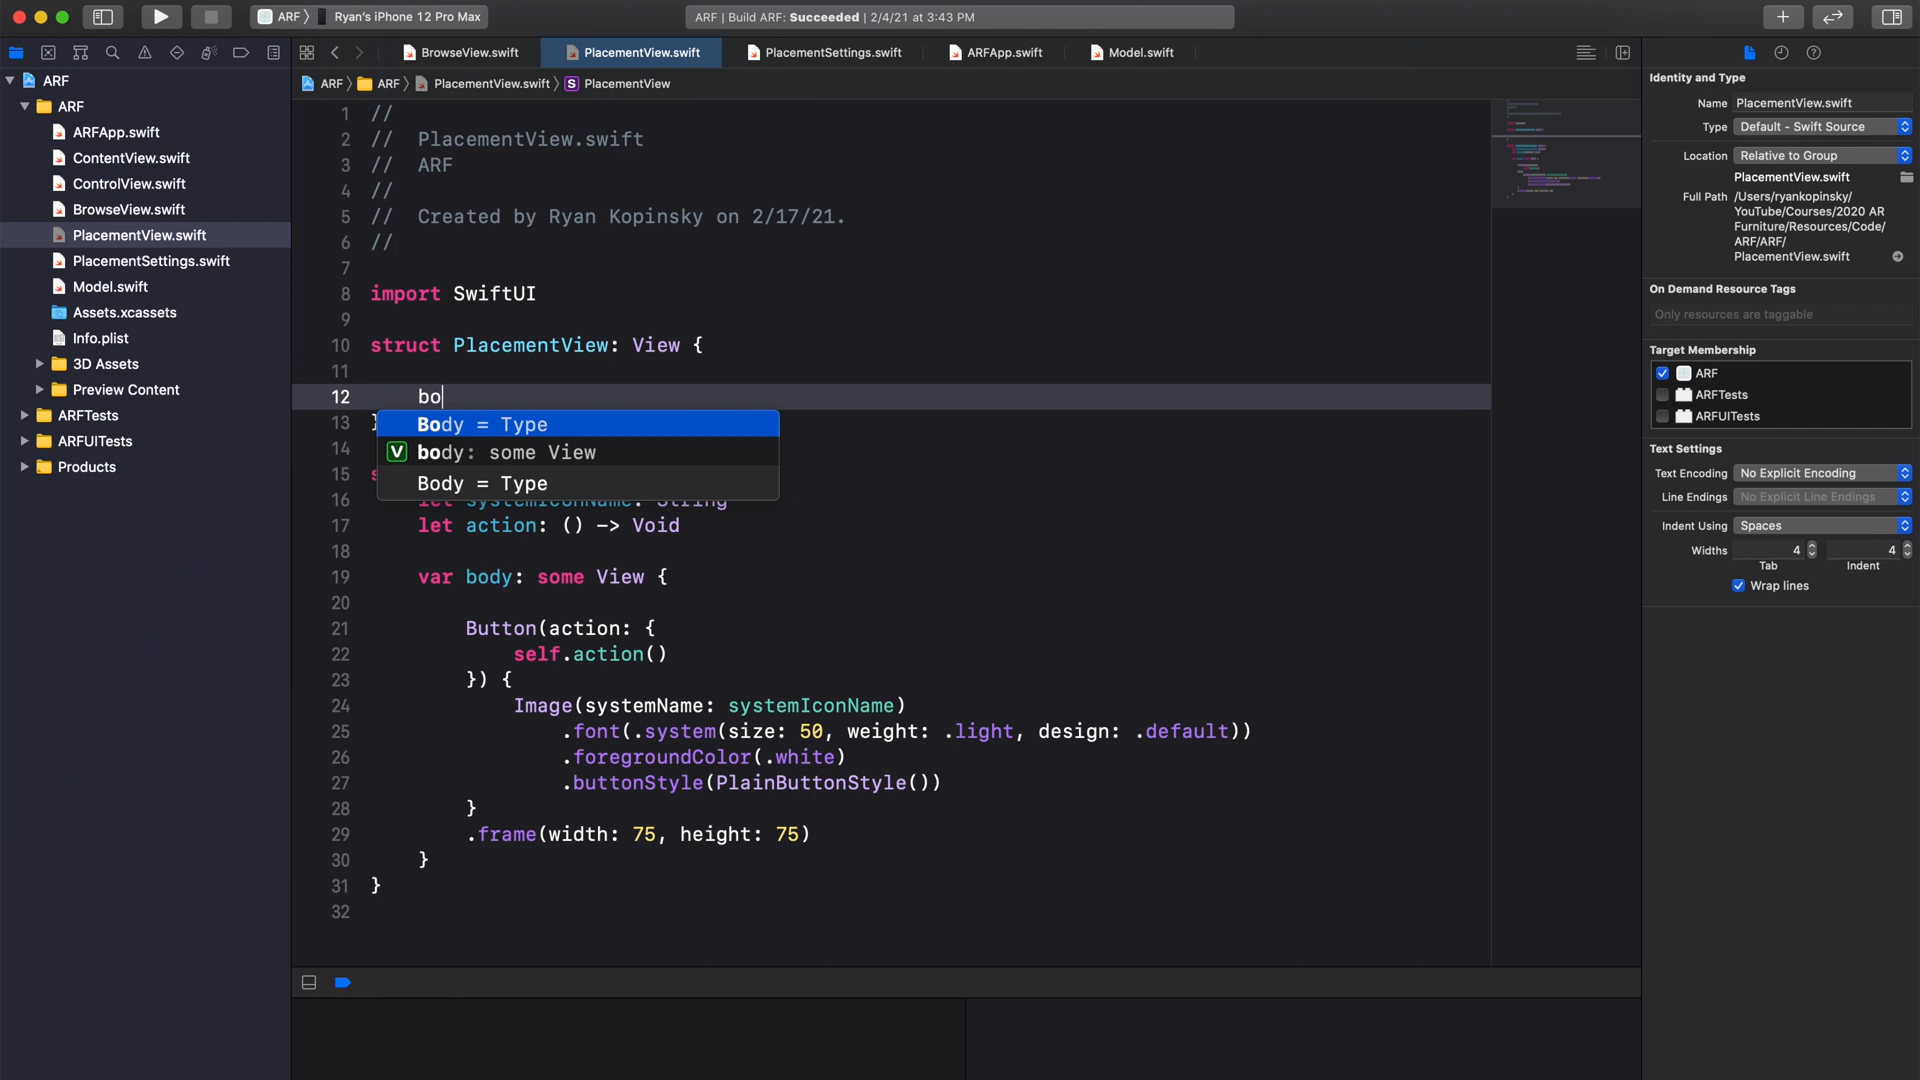 ARF
Ryan's iPhone 12 Pro Max
ARF | Build ARF: Succeeded | 2/4/21 at 3:43 PM
BrowseView.swift
PlacementView.swift
PlacementSettings.swift
ARFApp.swift
Model.swift
ARF
ARF
PlacementView.swift
PlacementView
ARF
ARF
ARFApp.swift
ContentView.swift
ControlView.swift
BrowseView.swift
PlacementView.swift
PlacementSettings.swift
Model.swift
Assets.xcassets
Info.plist
3D Assets
Preview Content
ARFTests
ARFUITests
Products
1 //
2 //  PlacementView.swift
3 //  ARF
4 //
5 //  Created by Ryan Kopinsky on 2/17/21.
6 //
7
8 import SwiftUI
9
10 struct PlacementView: View {
11
12     bo
13 }
Body = Type
V body: some View
Body = Type
14
15 s
16     let systemIconName: String
17     let action: () -> Void
18
19     var body: some View {
20
21         Button(action: {
22             self.action()
23         }) {
24             Image(systemName: systemIconName)
25                 .font(.system(size: 50, weight: .light, design: .default))
26                 .foregroundColor(.white)
27                 .buttonStyle(PlainButtonStyle())
28         }
29         .frame(width: 75, height: 75)
30     }
31 }
32
Identity and Type
Name PlacementView.swift
Type Default - Swift Source
Location Relative to Group
PlacementView.swift
Full Path /Users/ryankopinsky/
YouTube/Courses/2020 AR
Furniture/Resources/Code/
ARF/ARF/
PlacementView.swift
On Demand Resource Tags
Only resources are taggable
Target Membership
ARF
ARFTests
ARFUITests
Text Settings
Text Encoding No Explicit Encoding
Line Endings No Explicit Line Endings
Indent Using Spaces
Widths 4 4
Tab Indent
Wrap lines